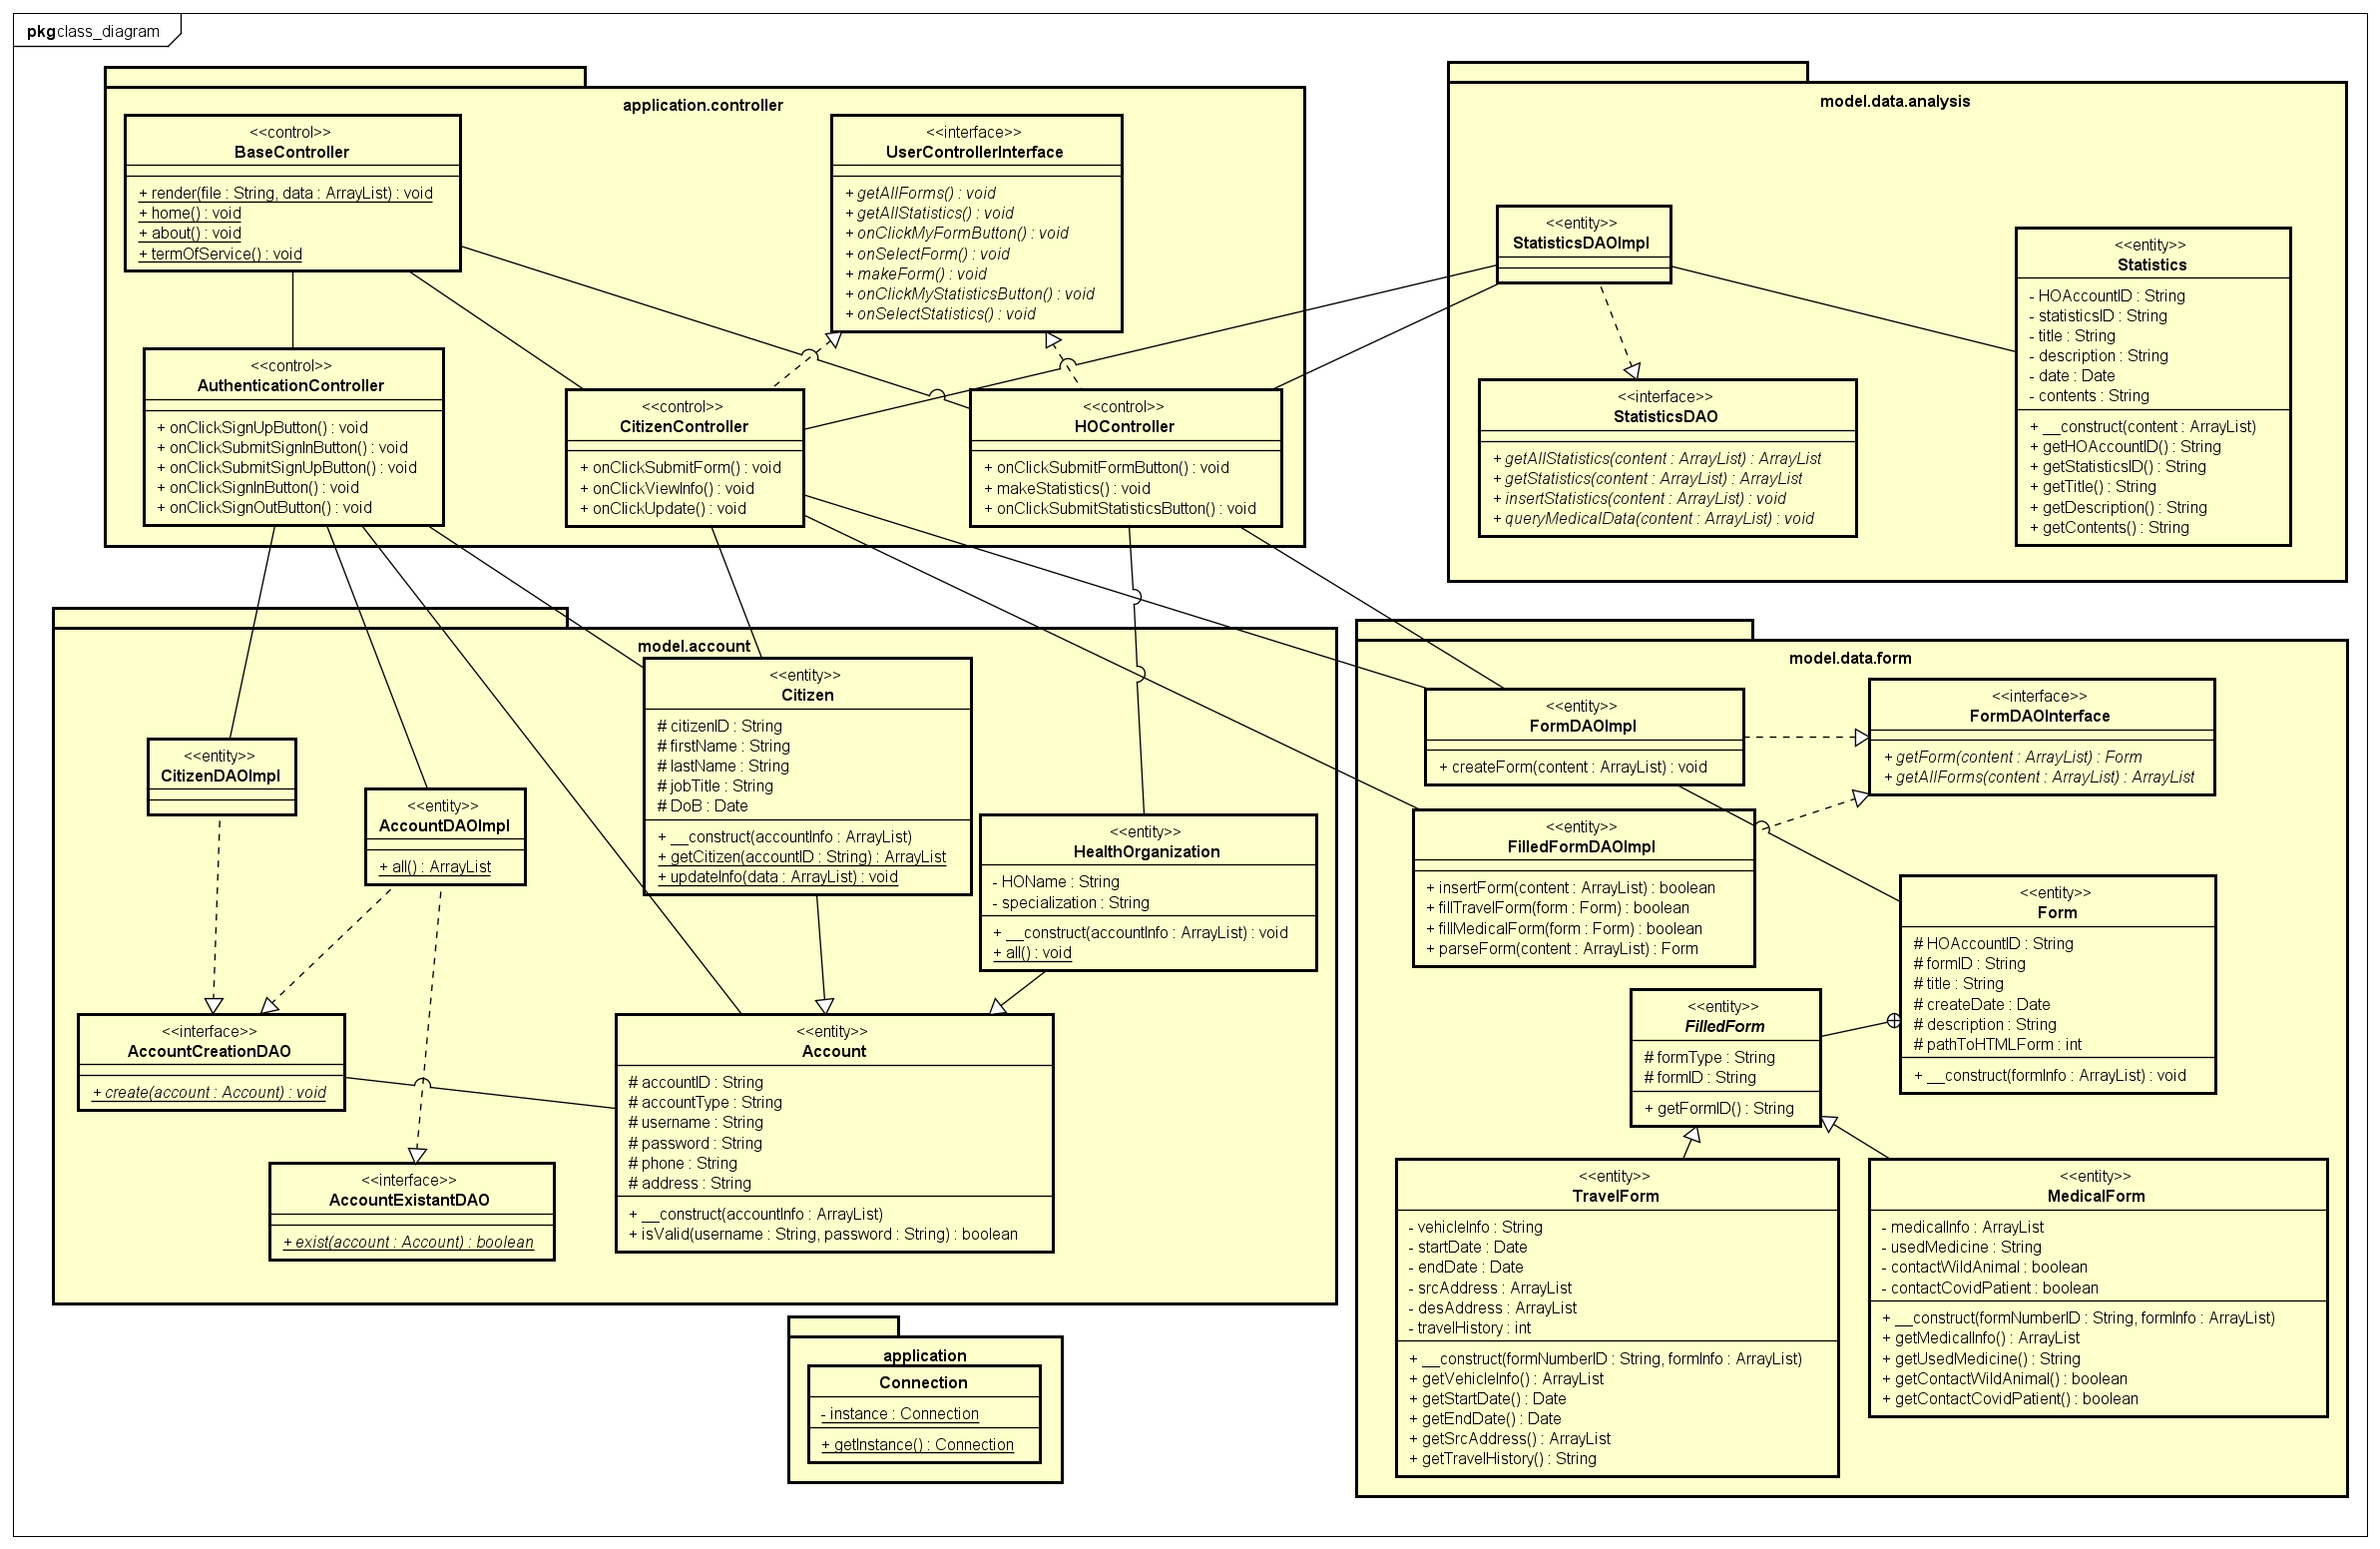 pkg class_diagram
application.controller
<<control>>
BaseController
+ render(file : String, data : ArrayList) : void
+ home() : void
+ about() : void
+ termOfService() : void
<<interface>>
UserControllerInterface
+ getAllForms() : void
+ getAllStatistics() : void
+ onClickMyFormButton() : void
+ onSelectForm() : void
+ makeForm() : void
+ onClickMyStatisticsButton() : void
+ onSelectStatistics() : void
<<control>>
AuthenticationController
+ onClickSignUpButton() : void
+ onClickSubmitSignInButton() : void
+ onClickSubmitSignUpButton() : void
+ onClickSignInButton() : void
+ onClickSignOutButton() : void
<<control>>
CitizenController
+ onClickSubmitForm() : void
+ onClickViewInfo() : void
+ onClickUpdate() : void
<<control>>
HOController
+ onClickSubmitFormButton() : void
+ makeStatistics() : void
+ onClickSubmitStatisticsButton() : void
model.data.analysis
<<entity>>
StatisticsDAOImpl
<<entity>>
Statistics
- HOAccountID : String
- statisticsID : String
- title : String
- description : String
- date : Date
- contents : String
+ __construct(content : ArrayList)
+ getHOAccountID() : String
+ getStatisticsID() : String
+ getTitle() : String
+ getDescription() : String
+ getContents() : String
<<interface>>
StatisticsDAO
+ getAllStatistics(content : ArrayList) : ArrayList
+ getStatistics(content : ArrayList) : ArrayList
+ insertStatistics(content : ArrayList) : void
+ queryMedicalData(content : ArrayList) : void
model.account
<<entity>>
Citizen
# citizenID : String
# firstName : String
# lastName : String
# jobTitle : String
# DoB : Date
+ __construct(accountInfo : ArrayList)
+ getCitizen(accountID : String) : ArrayList
+ updateInfo(data : ArrayList) : void
<<entity>>
CitizenDAOImpl
<<entity>>
AccountDAOImpl
+ all() : ArrayList
<<entity>>
HealthOrganization
- HOName : String
- specialization : String
+ __construct(accountInfo : ArrayList) : void
+ all() : void
<<interface>>
AccountCreationDAO
+ create(account : Account) : void
<<entity>>
Account
# accountID : String
# accountType : String
# username : String
# password : String
# phone : String
# address : String
+ __construct(accountInfo : ArrayList)
+ isValid(username : String, password : String) : boolean
<<interface>>
AccountExistantDAO
+ exist(account : Account) : boolean
model.data.form
<<entity>>
FormDAOImpl
+ createForm(content : ArrayList) : void
<<interface>>
FormDAOInterface
+ getForm(content : ArrayList) : Form
+ getAllForms(content : ArrayList) : ArrayList
<<entity>>
FilledFormDAOImpl
+ insertForm(content : ArrayList) : boolean
+ fillTravelForm(form : Form) : boolean
+ fillMedicalForm(form : Form) : boolean
+ parseForm(content : ArrayList) : Form
<<entity>>
Form
# HOAccountID : String
# formID : String
# title : String
# createDate : Date
# description : String
# pathToHTMLForm : int
+ __construct(formInfo : ArrayList) : void
<<entity>>
FilledForm
# formType : String
# formID : String
+ getFormID() : String
<<entity>>
TravelForm
- vehicleInfo : String
- startDate : Date
- endDate : Date
- srcAddress : ArrayList
- desAddress : ArrayList
- travelHistory : int
+ __construct(formNumberID : String, formInfo : ArrayList)
+ getVehicleInfo() : ArrayList
+ getStartDate() : Date
+ getEndDate() : Date
+ getSrcAddress() : ArrayList
+ getTravelHistory() : String
<<entity>>
MedicalForm
- medicalInfo : ArrayList
- usedMedicine : String
- contactWildAnimal : boolean
- contactCovidPatient : boolean
+ __construct(formNumberID : String, formInfo : ArrayList)
+ getMedicalInfo() : ArrayList
+ getUsedMedicine() : String
+ getContactWildAnimal() : boolean
+ getContactCovidPatient() : boolean
application
Connection
- instance : Connection
+ getInstance() : Connection